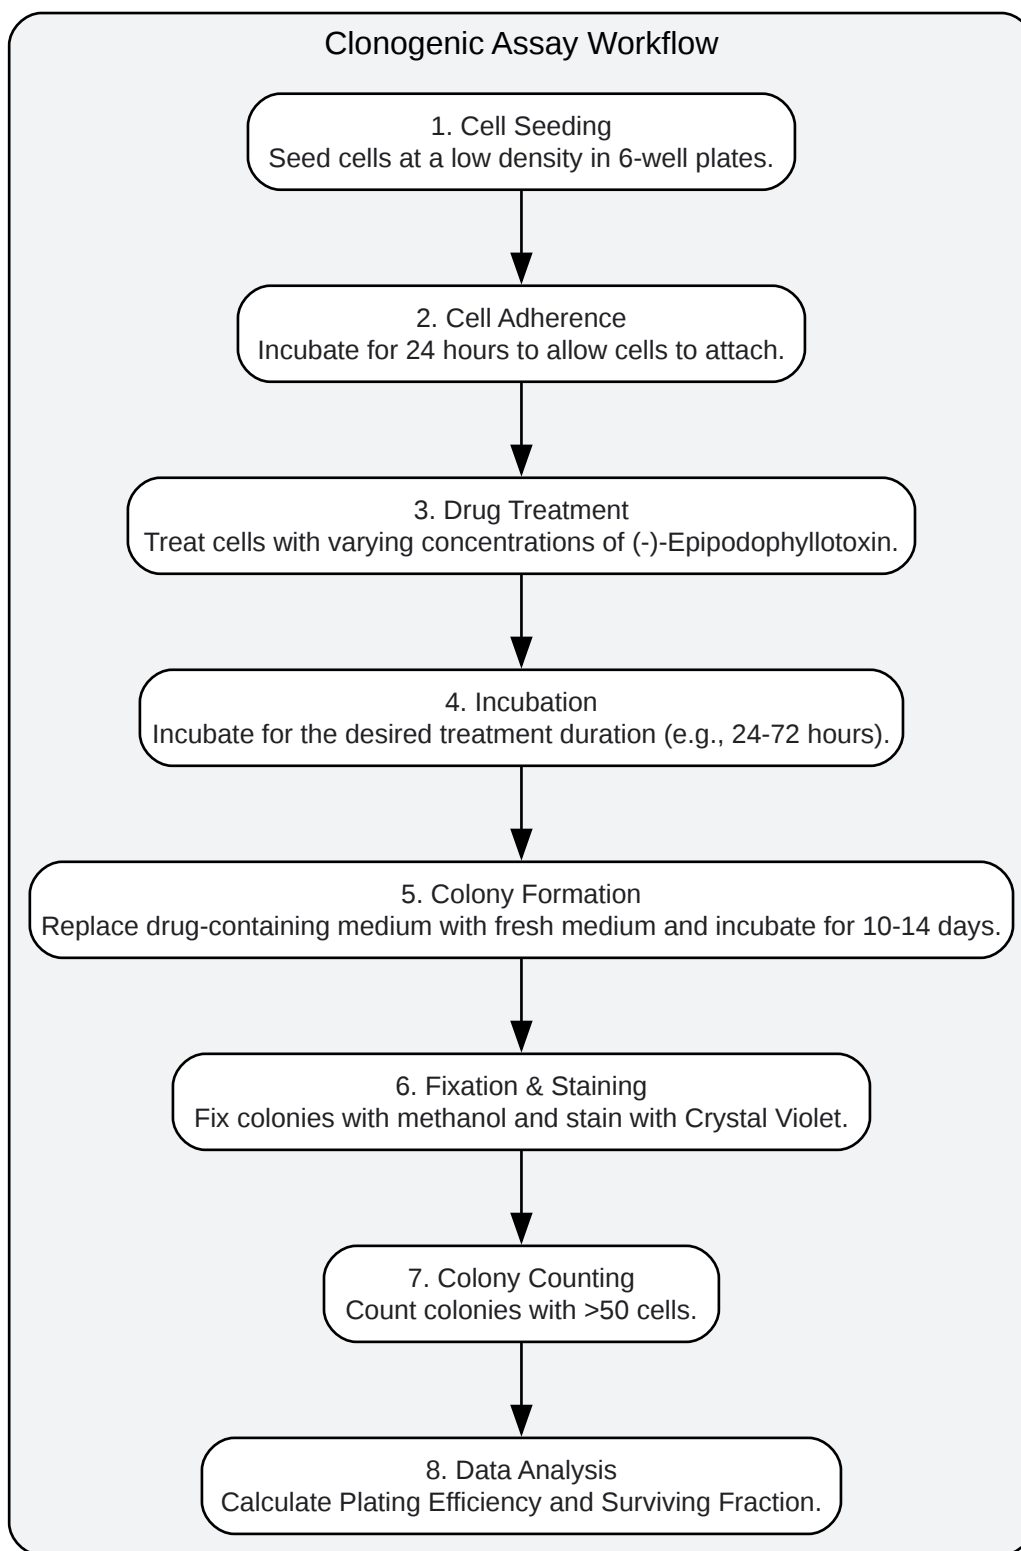 Clonogenic Assay Workflow
1. Cell Seeding
Seed cells at a low density in 6-well plates.
2. Cell Adherence
Incubate for 24 hours to allow cells to attach.
3. Drug Treatment
Treat cells with varying concentrations of (-)-Epipodophyllotoxin.
4. Incubation
Incubate for the desired treatment duration (e.g., 24-72 hours).
5. Colony Formation
Replace drug-containing medium with fresh medium and incubate for 10-14 days.
6. Fixation & Staining
Fix colonies with methanol and stain with Crystal Violet.
7. Colony Counting
Count colonies with >50 cells.
8. Data Analysis
Calculate Plating Efficiency and Surviving Fraction.